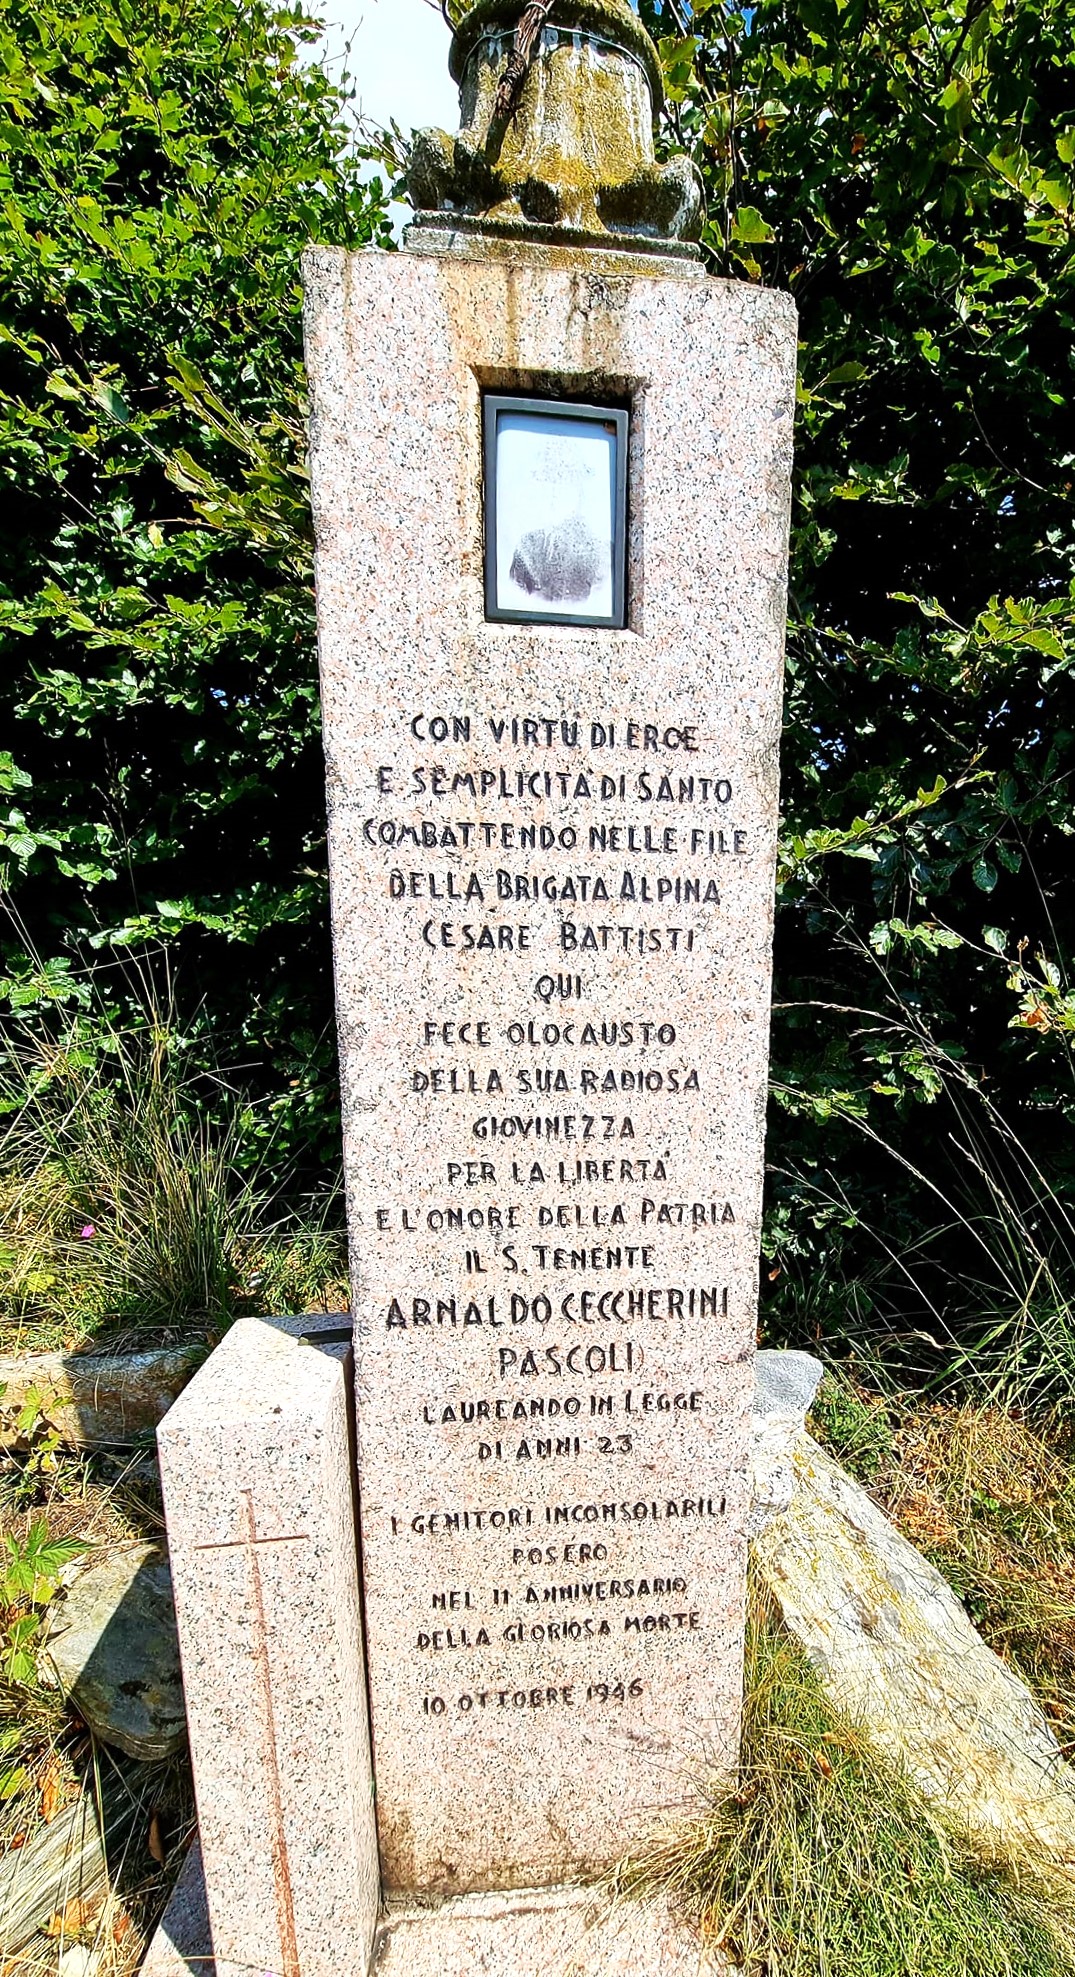 CON VIRTÙ DI EROE
E SEMPLICITA' DI SANTO
COMBATTENDO NELLE FILE
DELLA BRIGATA ALPINA
CESARE BATTISTI
QUI
FECE OLOCAUSTO
DELLA SUA RADIOSA
GIOVINEZZA
PER LA LIBERTA'
E L'ONORE DELLA PATRIA
IL S. TENENTE
ARNALDO CECCHERINI
PASCOLI
LAUREANDO IN LEGGE
DI ANNI 23
I GENITORI INCONSOLABILI
POSERO
NEL II ANNIVERSARIO
DELLA GLORIOSA MORTE
10 OTTOBRE 1946